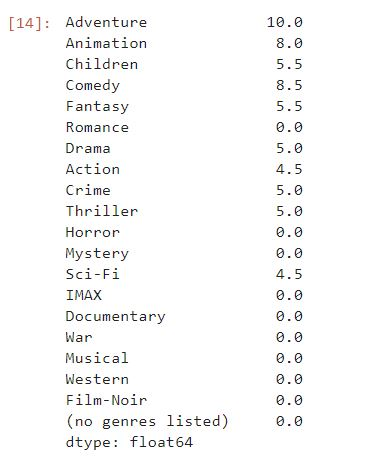 [14]: Adventure 10.0
Animation 8.0
Children 5.5
Comedy 8.5
Fantasy 5.5
Romance 0.0
Drama 5.0
Action 4.5
Crime 5.0
Thriller 5.0
Horror 0.0
Mystery 0.0
Sci-Fi 4.5
IMAX 0.0
Documentary 0.0
War 0.0
Musical 0.0
Western 0.0
Film-Noir 0.0
(no genres listed) 0.0
dtype: float64